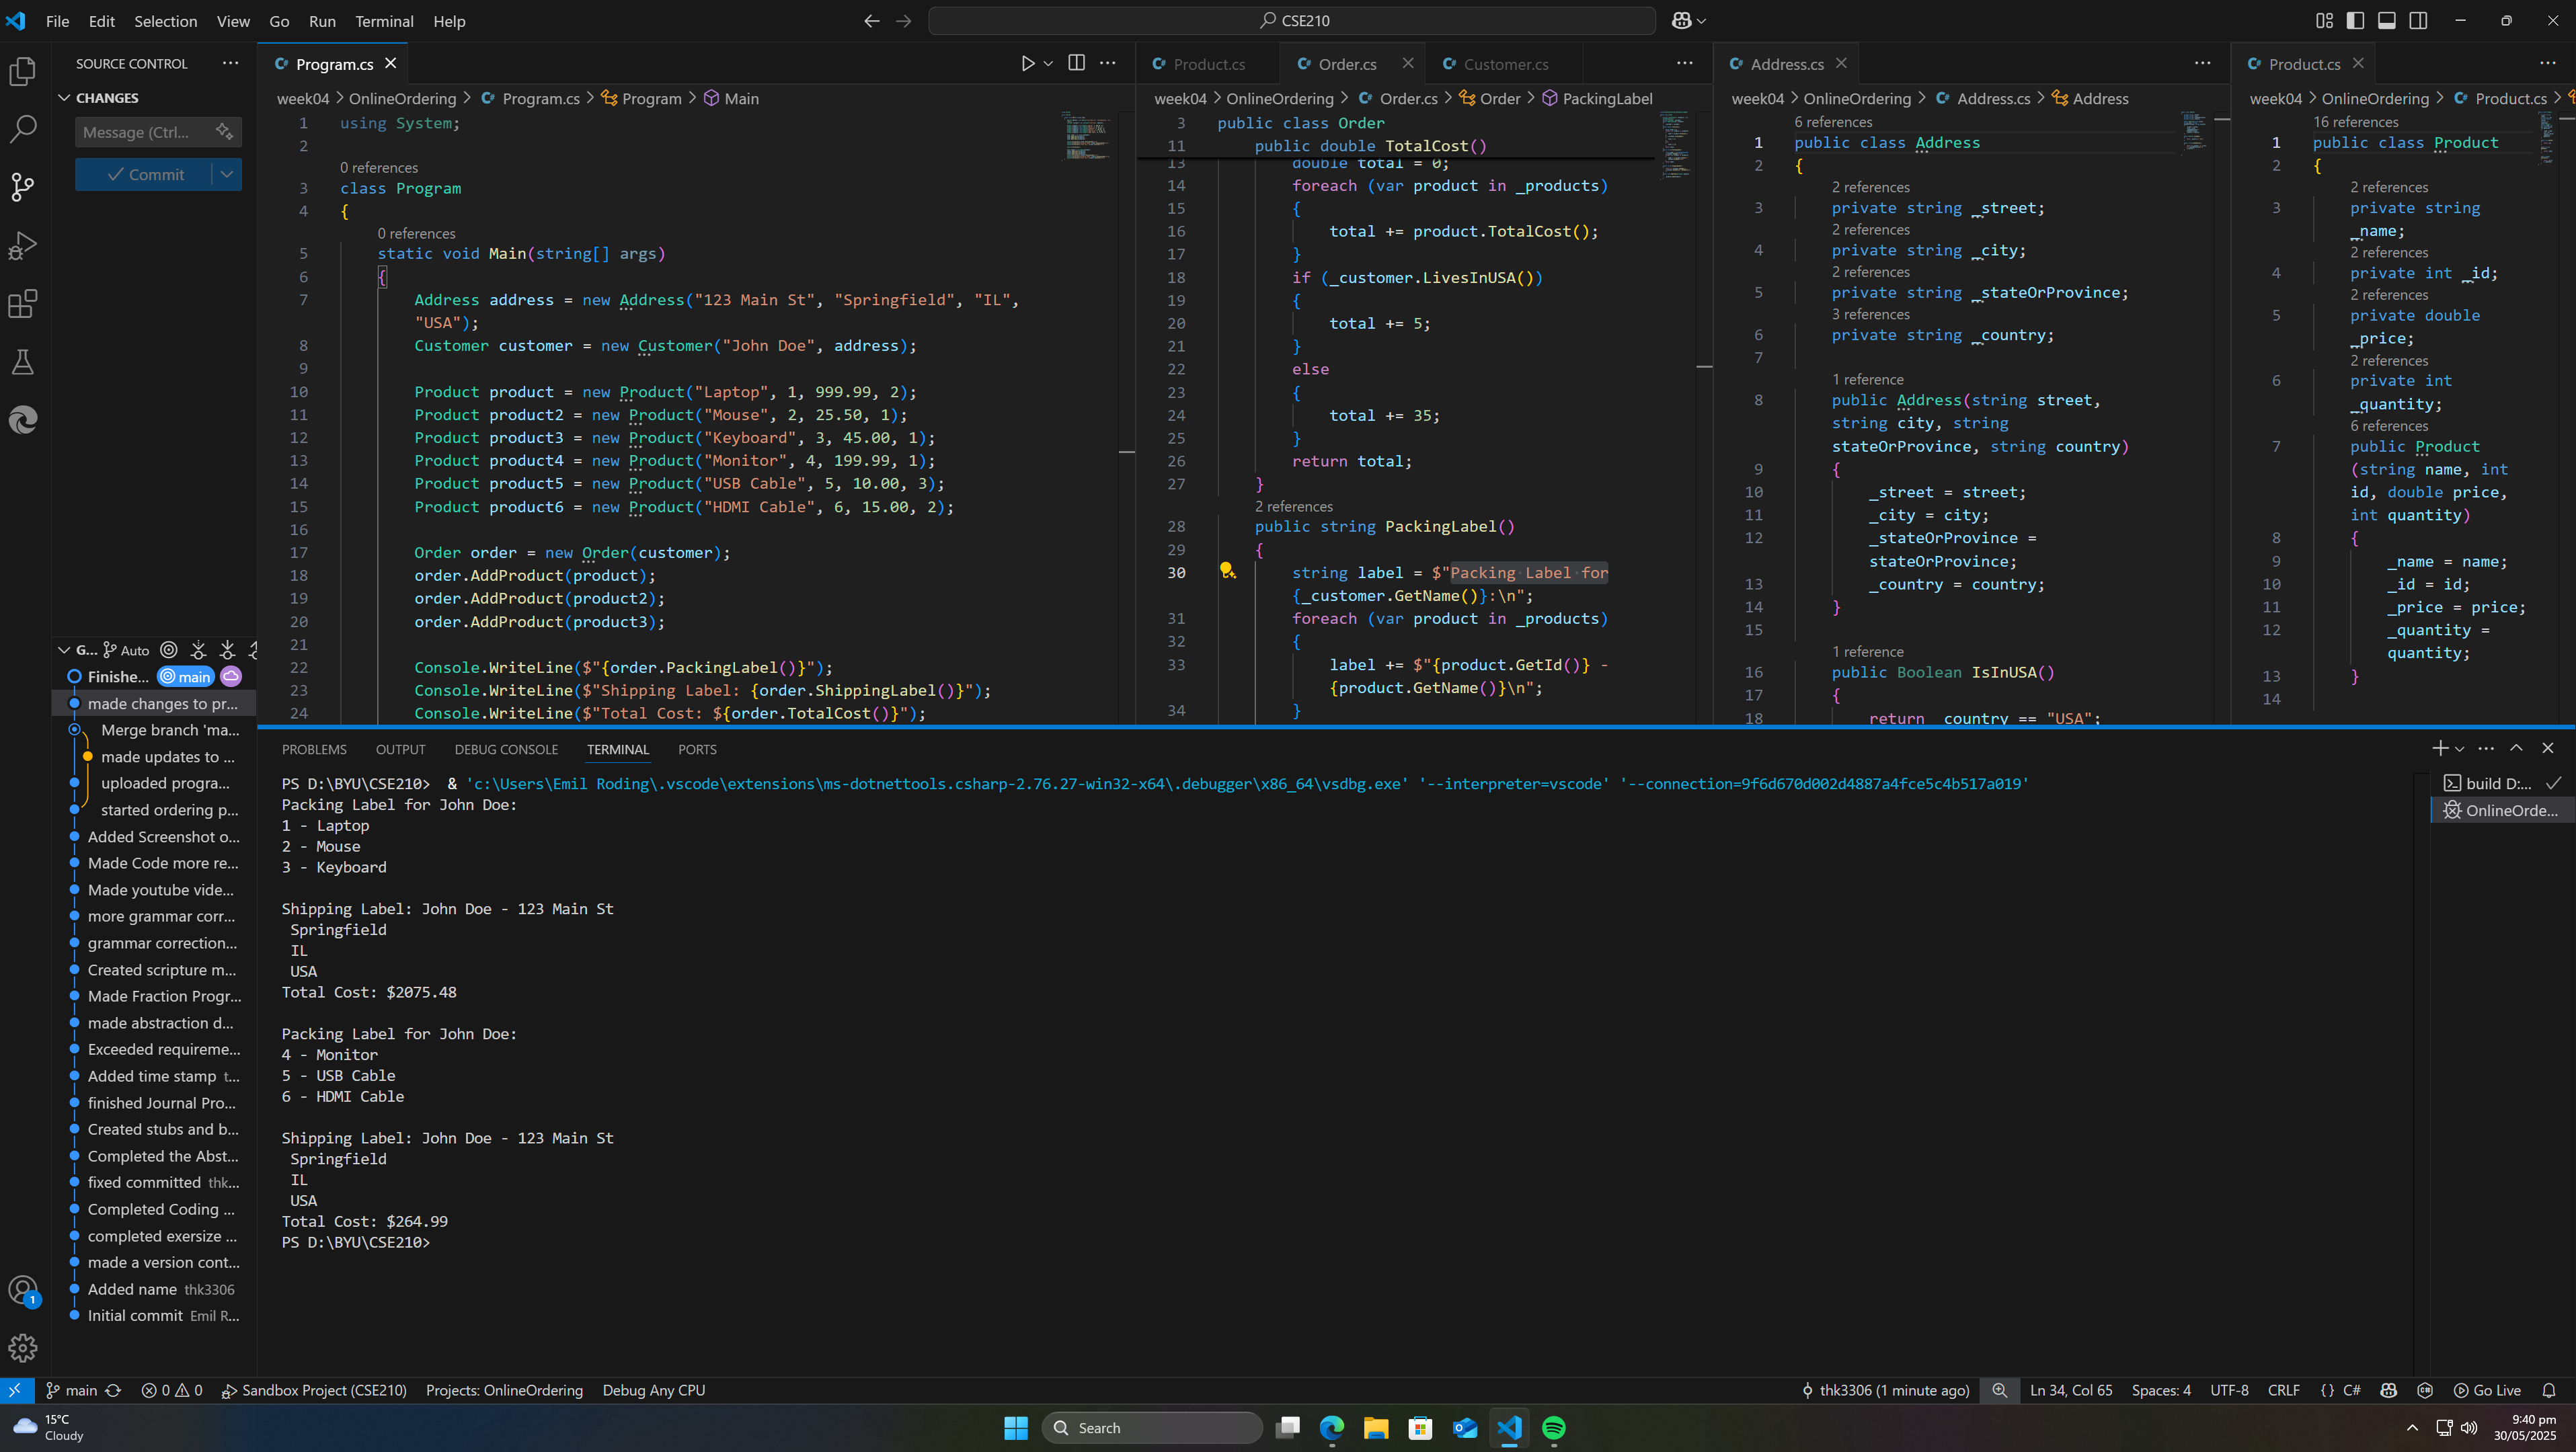 File Edit Selection View Go Run Terminal Help
CSE210
SOURCE CONTROL
CHANGES
Message (Ctrl...
Commit
G... Auto
Finishe... main
made changes to pr...
Merge branch 'ma...
made updates to ...
uploaded progra...
started ordering p...
Added Screenshot o...
Made Code more re...
Made youtube vide...
more grammar corr...
grammar correction...
Created scripture m...
Made Fraction Progr...
made abstraction d...
Exceeded requireme...
Added time stamp t...
finished Journal Pro...
Created stubs and b...
Completed the Abst...
fixed committed thk...
Completed Coding ...
completed exersize ...
made a version cont...
Added name thk3306
Initial commit Emil R...
1
Program.cs
week04 > OnlineOrdering > Program.cs > Program > Main
1 using System;
2
0 references
3 class Program
4 {
0 references
5 static void Main(string[] args)
6 {
7 Address address = new Address("123 Main St", "Springfield", "IL",
"USA");
8 Customer customer = new Customer("John Doe", address);
9
10 Product product = new Product("Laptop", 1, 999.99, 2);
11 Product product2 = new Product("Mouse", 2, 25.50, 1);
12 Product product3 = new Product("Keyboard", 3, 45.00, 1);
13 Product product4 = new Product("Monitor", 4, 199.99, 1);
14 Product product5 = new Product("USB Cable", 5, 10.00, 3);
15 Product product6 = new Product("HDMI Cable", 6, 15.00, 2);
16
17 Order order = new Order(customer);
18 order.AddProduct(product);
19 order.AddProduct(product2);
20 order.AddProduct(product3);
21
22 Console.WriteLine($"{order.PackingLabel()}");
23 Console.WriteLine($"Shipping Label: {order.ShippingLabel()}");
24 Console.WriteLine($"Total Cost: ${order.TotalCost()}");
Product.cs Order.cs Customer.cs
week04 > OnlineOrdering > Order.cs > Order > PackingLabel
3 public class Order
11 public double TotalCost()
13 double total = 0;
14 foreach (var product in _products)
15 {
16 total += product.TotalCost();
17 }
18 if (_customer.LivesInUSA())
19 {
20 total += 5;
21 }
22 else
23 {
24 total += 35;
25 }
26 return total;
27 }
2 references
28 public string PackingLabel()
29 {
30 string label = $"Packing Label for
{_customer.GetName()}:\n";
31 foreach (var product in _products)
32 {
33 label += $"{product.GetId()} -
{product.GetName()}\n";
34 }
Address.cs
week04 > OnlineOrdering > Address.cs > Address
6 references
1 public class Address
2 {
2 references
3 private string _street;
2 references
4 private string _city;
2 references
5 private string _stateOrProvince;
3 references
6 private string _country;
7
1 reference
8 public Address(string street,
string city, string
stateOrProvince, string country)
9 {
10 _street = street;
11 _city = city;
12 _stateOrProvince =
stateOrProvince;
13 _country = country;
14 }
15
1 reference
16 public Boolean IsInUSA()
17 {
18 return _country == "USA";
Product.cs
week04 > OnlineOrdering > Product.cs >
16 references
1 public class Product
2 {
2 references
3 private string
_name;
2 references
4 private int _id;
2 references
5 private double
_price;
2 references
6 private int
_quantity;
6 references
7 public Product
(string name, int
id, double price,
int quantity)
8 {
9 _name = name;
10 _id = id;
11 _price = price;
12 _quantity =
quantity;
13 }
14
PROBLEMS OUTPUT DEBUG CONSOLE TERMINAL PORTS
PS D:\BYU\CSE210> & 'c:\Users\Emil Roding\.vscode\extensions\ms-dotnettools.csharp-2.76.27-win32-x64\.debugger\x86_64\vsdbg.exe' '--interpreter=vscode' '--connection=9f6d670d002d4887a4fce5c4b517a019'
Packing Label for John Doe:
1 - Laptop
2 - Mouse
3 - Keyboard
Shipping Label: John Doe - 123 Main St
Springfield
IL
USA
Total Cost: $2075.48
Packing Label for John Doe:
4 - Monitor
5 - USB Cable
6 - HDMI Cable
Shipping Label: John Doe - 123 Main St
Springfield
IL
USA
Total Cost: $264.99
PS D:\BYU\CSE210>
build D:...
OnlineOrde...
main 0 0 Sandbox Project (CSE210) Projects: OnlineOrdering Debug Any CPU
thk3306 (1 minute ago) Ln 34, Col 65 Spaces: 4 UTF-8 CRLF {} C# Go Live
15°C
Cloudy
Search
9:40 pm
30/05/2025